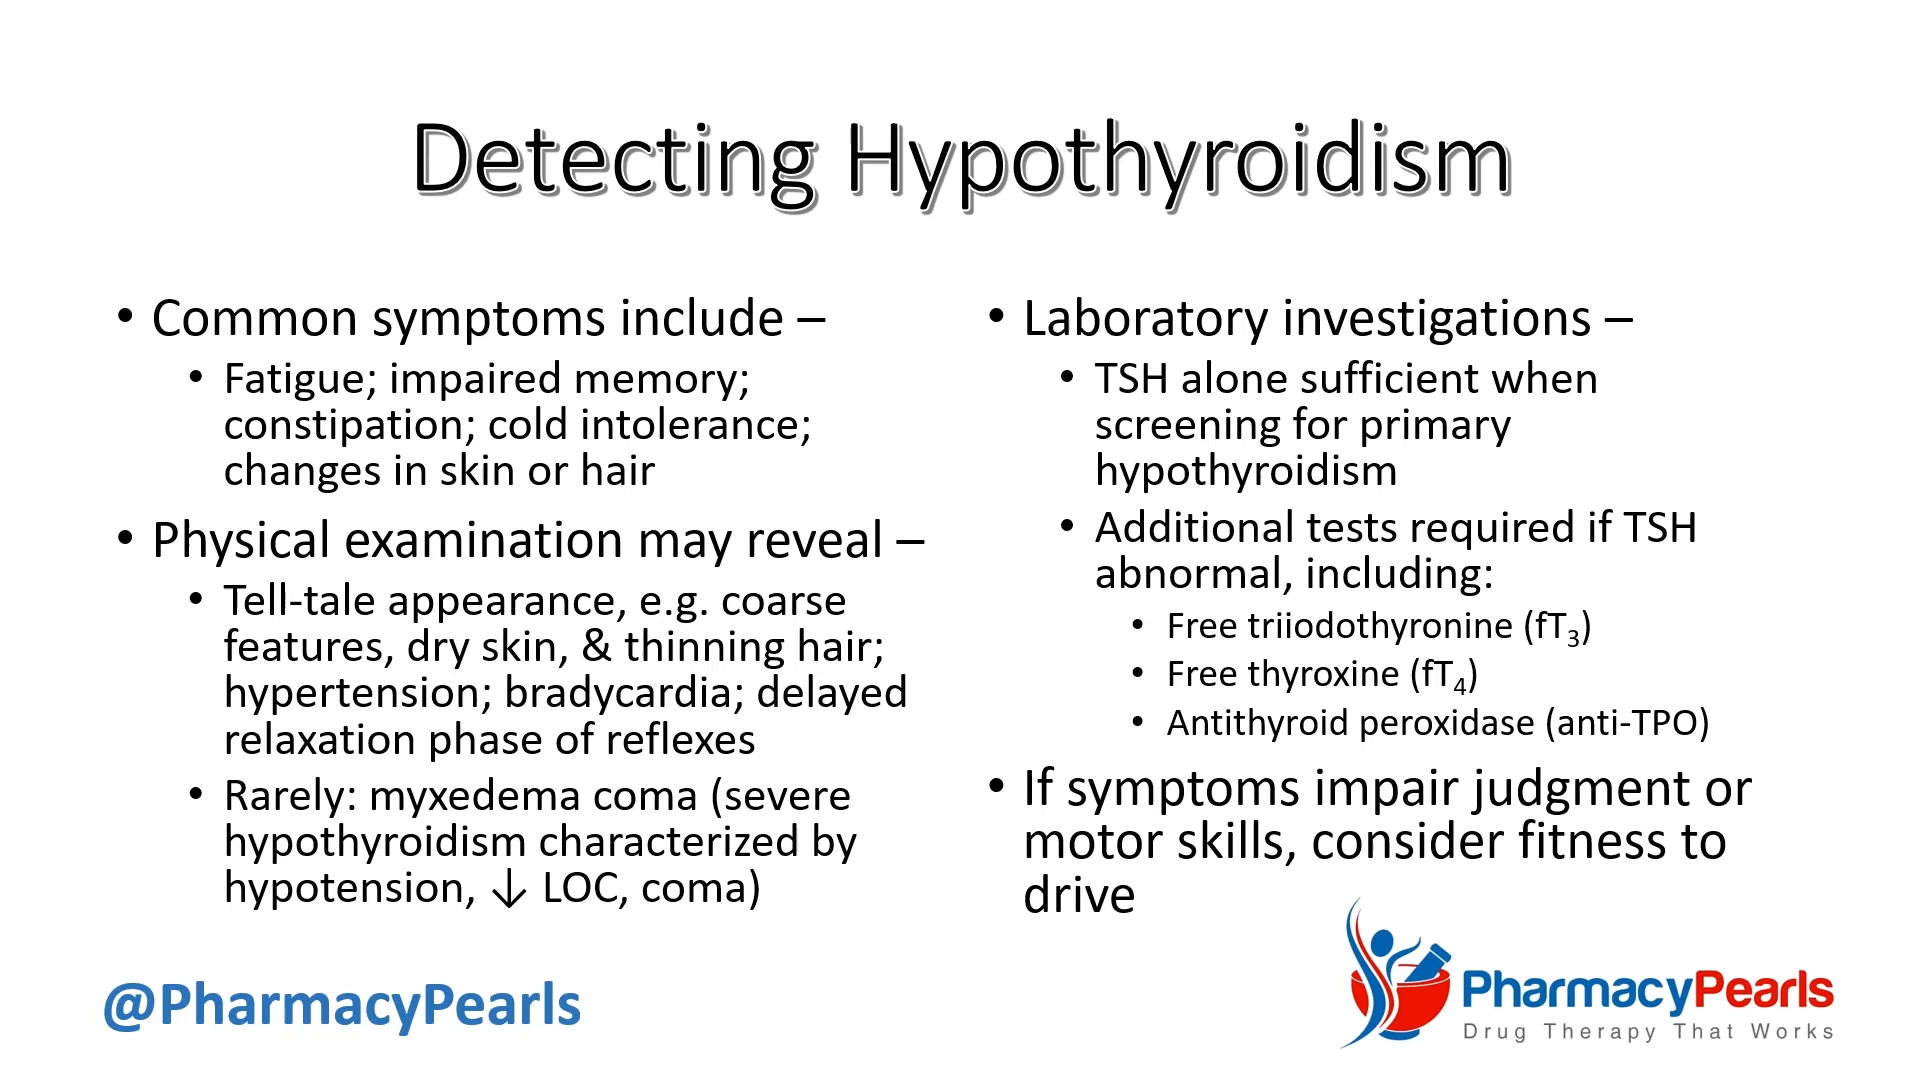 Detecting Hypothyroidism
• Common symptoms include –
• Fatigue; impaired memory;
constipation; cold intolerance;
changes in skin or hair
• Physical examination may reveal –
• Tell-tale appearance, e.g. coarse
features, dry skin, & thinning hair;
hypertension; bradycardia; delayed
relaxation phase of reflexes
• Rarely: myxedema coma (severe
hypothyroidism characterized by
hypotension, ↓ LOC, coma)
• Laboratory investigations –
• TSH alone sufficient when
screening for primary
hypothyroidism
• Additional tests required if TSH
abnormal, including:
• Free triiodothyronine (fT₃)
• Free thyroxine (fT₄)
• Antithyroid peroxidase (anti-TPO)
• If symptoms impair judgment or
motor skills, consider fitness to
drive
@PharmacyPearls
PharmacyPearls
Drug Therapy That Works